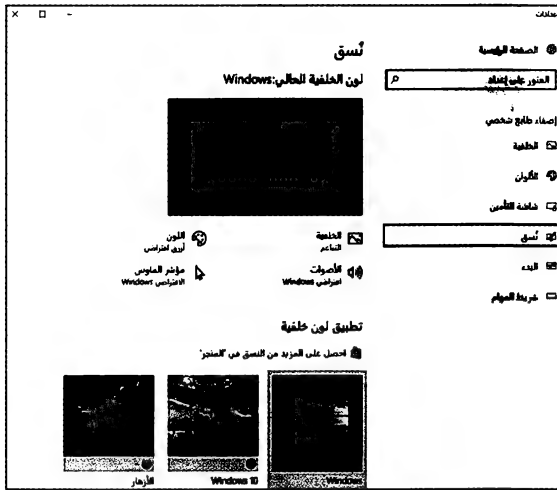 إعدادات
الصفحة الرئيسية
العثور على إعداد
إضفاء طابع شخصي
الخلفية
الألوان
شاشة التأمين
نُسق
البدء
شريط المهام
نُسق
لون الخلفية الحالي:Windows
الخلفية
التناغم
اللون
أزرق افتراضي
الأصوات
افتراضي Windows
مؤشر الماوس
الافتراضي Windows
تطبيق لون خلفية
احصل على المزيد من النسق في "المتجر"
Windows
Windows 10
الأزهار